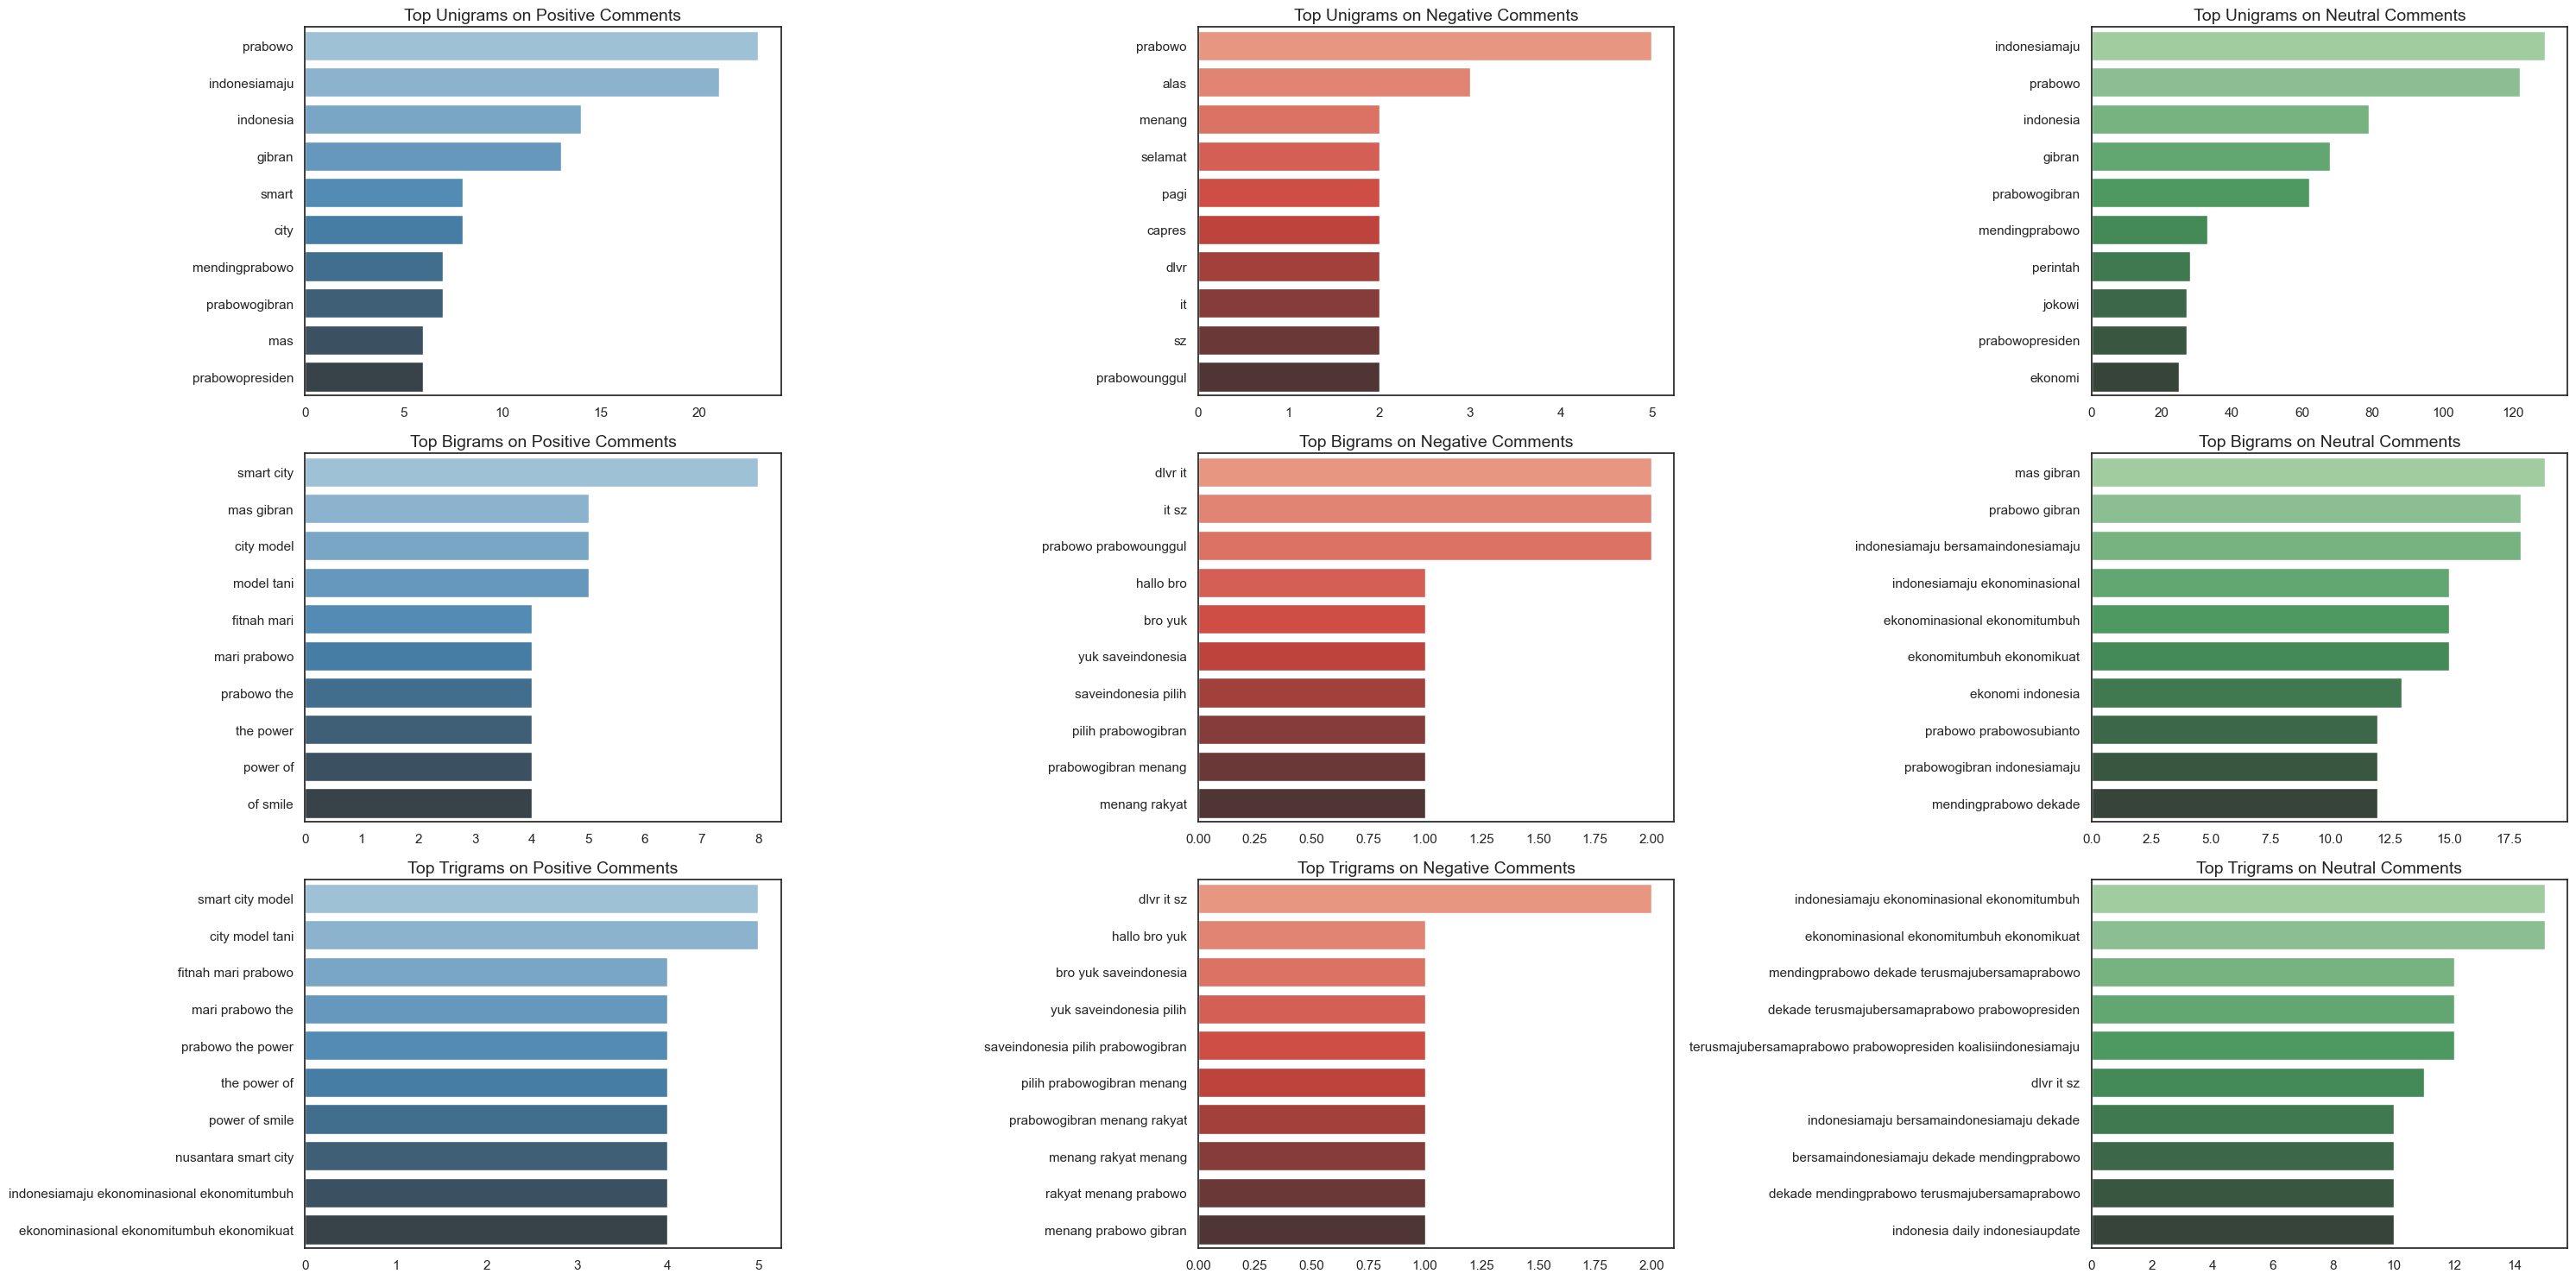 Top Unigrams on Positive Comments
prabowo
indonesiamaju
indonesia
gibran
smart
city
mendingprabowo
prabowogibran
mas
prabowopresiden
0 5 10 15 20
Top Unigrams on Negative Comments
prabowo
alas
menang
selamat
pagi
capres
dlvr
it
sz
prabowounggul
0 1 2 3 4 5
Top Unigrams on Neutral Comments
indonesiamaju
prabowo
indonesia
gibran
prabowogibran
mendingprabowo
perintah
jokowi
prabowopresiden
ekonomi
0 20 40 60 80 100 120
Top Bigrams on Positive Comments
smart city
mas gibran
city model
model tani
fitnah mari
mari prabowo
prabowo the
the power
power of
of smile
0 1 2 3 4 5 6 7 8
Top Bigrams on Negative Comments
dlvr it
it sz
prabowo prabowounggul
hallo bro
bro yuk
yuk saveindonesia
saveindonesia pilih
pilih prabowogibran
prabowogibran menang
menang rakyat
0.00 0.25 0.50 0.75 1.00 1.25 1.50 1.75 2.00
Top Bigrams on Neutral Comments
mas gibran
prabowo gibran
indonesiamaju bersamaindonesiamaju
indonesiamaju ekonominasional
ekonominasional ekonomitumbuh
ekonomitumbuh ekonomikuat
ekonomi indonesia
prabowo prabowosubianto
prabowogibran indonesiamaju
mendingprabowo dekade
0.0 2.5 5.0 7.5 10.0 12.5 15.0 17.5
Top Trigrams on Positive Comments
smart city model
city model tani
fitnah mari prabowo
mari prabowo the
prabowo the power
the power of
power of smile
nusantara smart city
indonesiamaju ekonominasional ekonomitumbuh
ekonominasional ekonomitumbuh ekonomikuat
0 1 2 3 4 5
Top Trigrams on Negative Comments
dlvr it sz
hallo bro yuk
bro yuk saveindonesia
yuk saveindonesia pilih
saveindonesia pilih prabowogibran
pilih prabowogibran menang
prabowogibran menang rakyat
menang rakyat menang
rakyat menang prabowo
menang prabowo gibran
0.00 0.25 0.50 0.75 1.00 1.25 1.50 1.75 2.00
Top Trigrams on Neutral Comments
indonesiamaju ekonominasional ekonomitumbuh
ekonominasional ekonomitumbuh ekonomikuat
mendingprabowo dekade terusmajubersamaprabowo
dekade terusmajubersamaprabowo prabowopresiden
terusmajubersamaprabowo prabowopresiden koalisiindonesiamaju
dlvr it sz
indonesiamaju bersamaindonesiamaju dekade
bersamaindonesiamaju dekade mendingprabowo
dekade mendingprabowo terusmajubersamaprabowo
indonesia daily indonesiaupdate
0 2 4 6 8 10 12 14